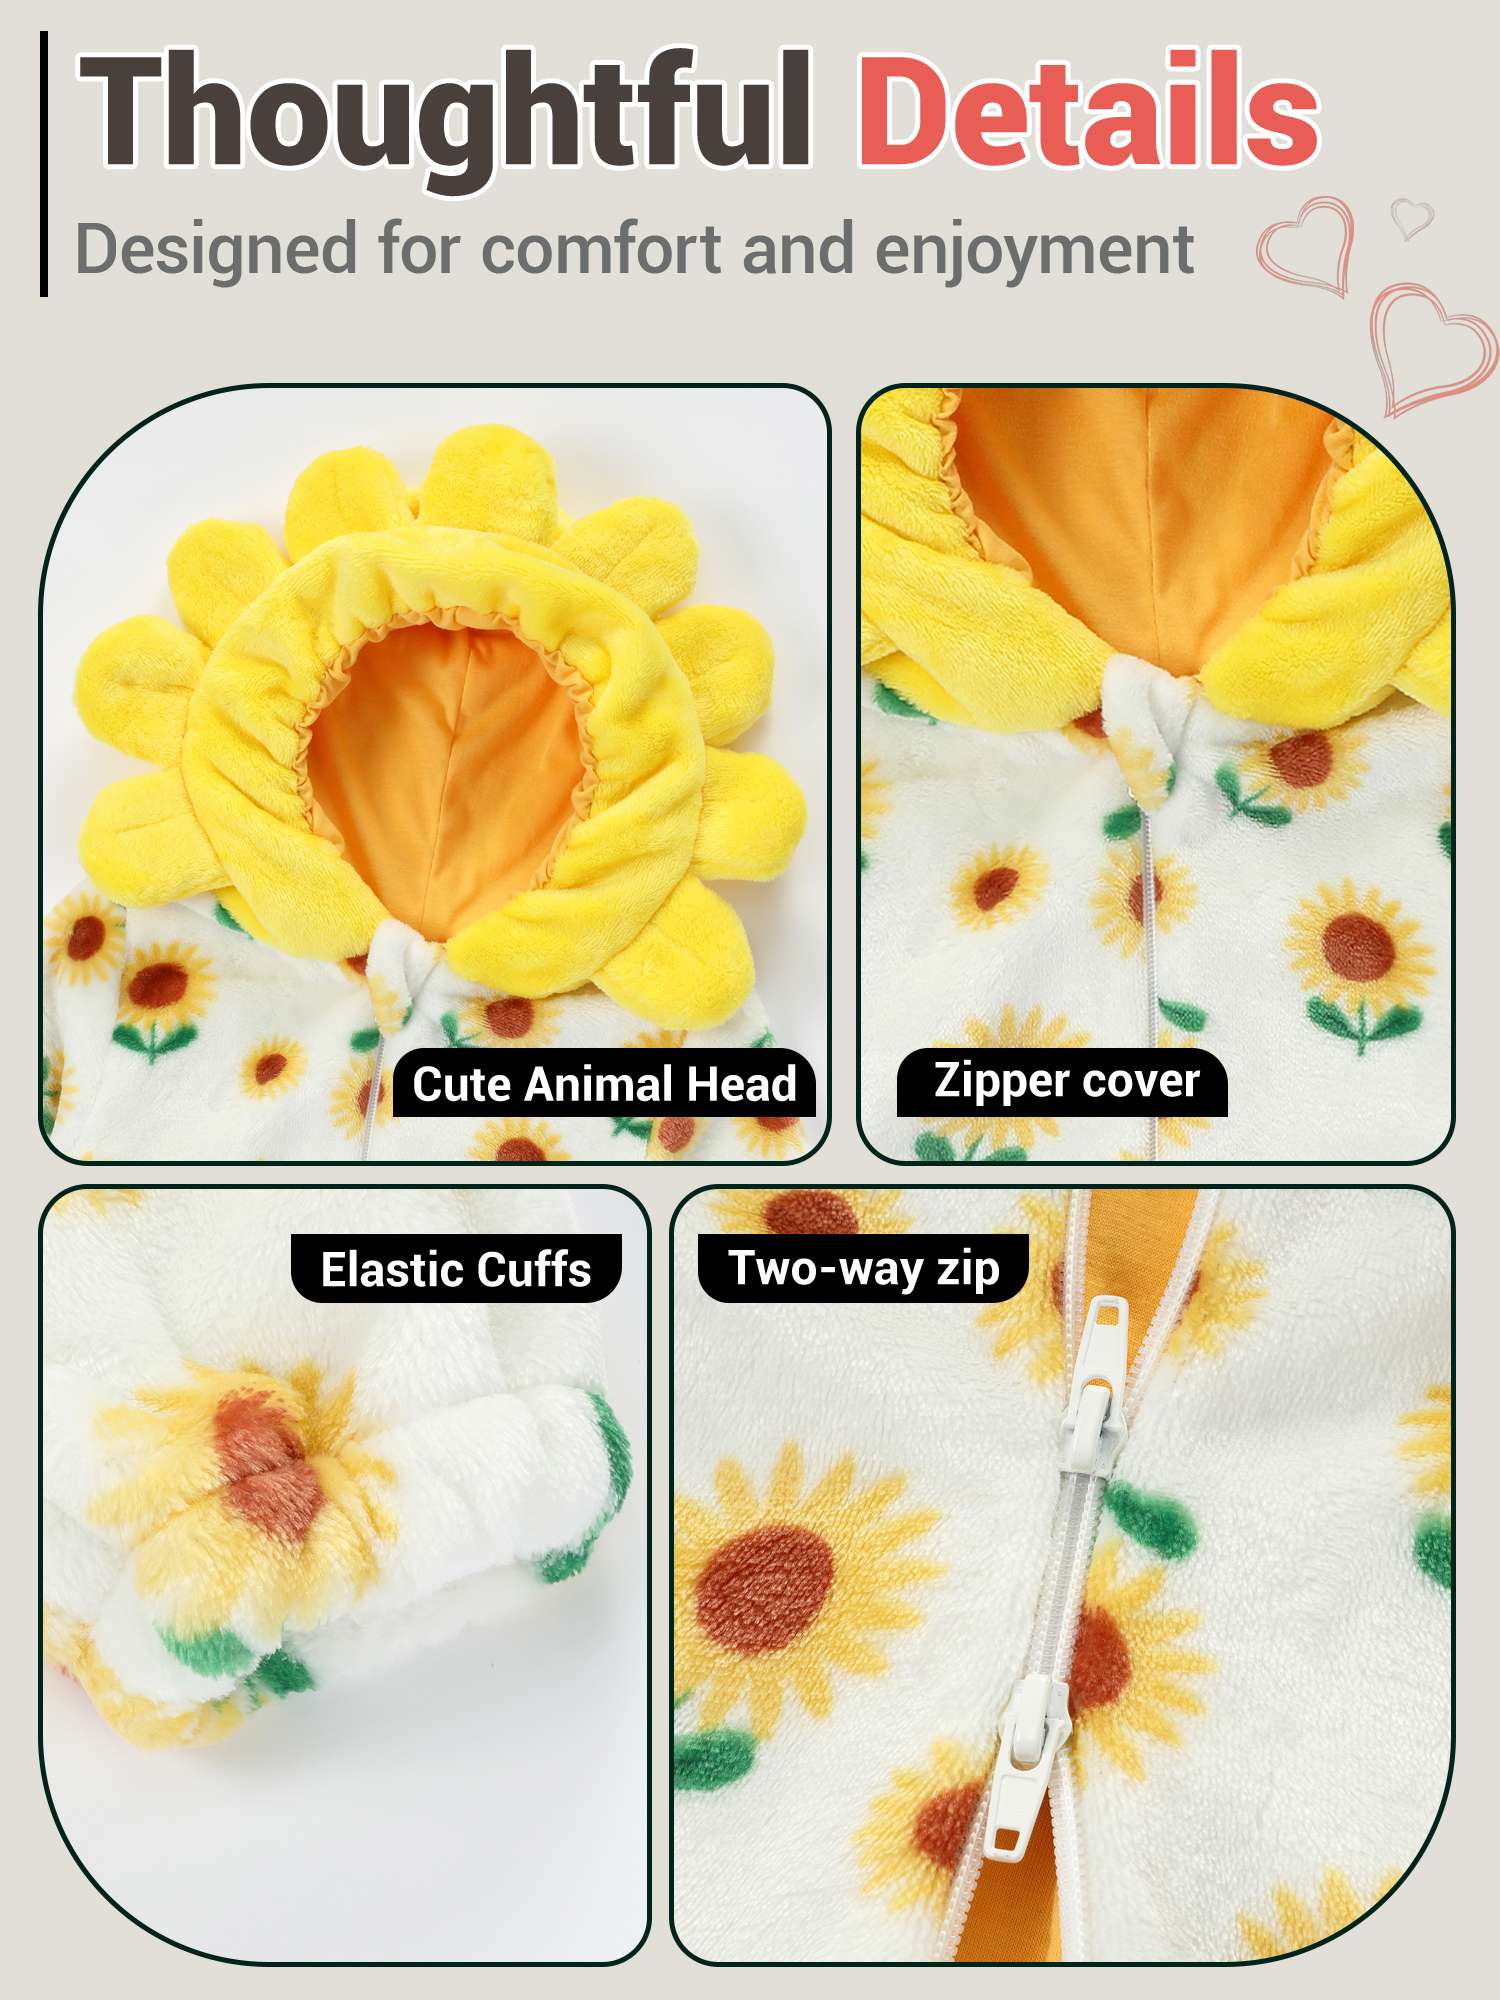 Thoughtful Details
Designed for comfort and enjoyment
Cute Animal Head
Zipper cover
Elastic Cuffs
Two-way zip